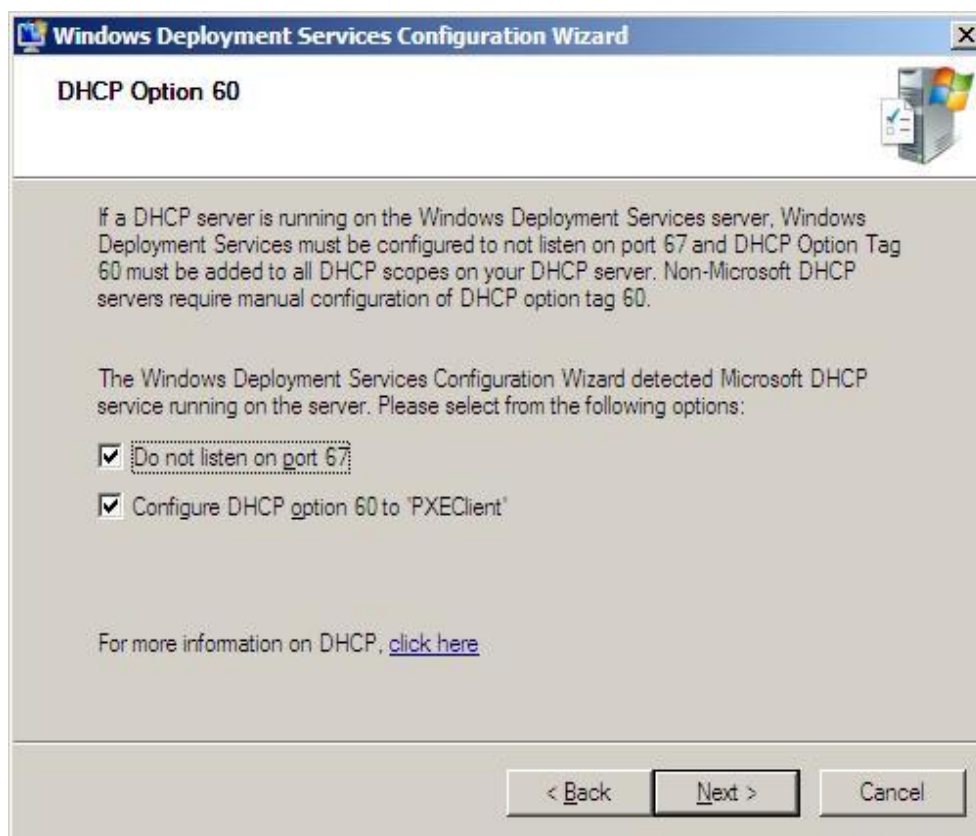 Windows Deployment Services Configuration Wizard
DHCP Option 60
If a DHCP server is running on the Windows Deployment Services server, Windows
Deployment Services must be configured to not listen on port 67 and DHCP Option Tag
60 must be added to all DHCP scopes on your DHCP server. Non-Microsoft DHCP
servers require manual configuration of DHCP option tag 60.
The Windows Deployment Services Configuration Wizard detected Microsoft DHCP
service running on the server. Please select from the following options:
Do not listen on port 67
Configure DHCP option 60 to 'PXEClient'
For more information on DHCP, click here
< Back Next > Cancel